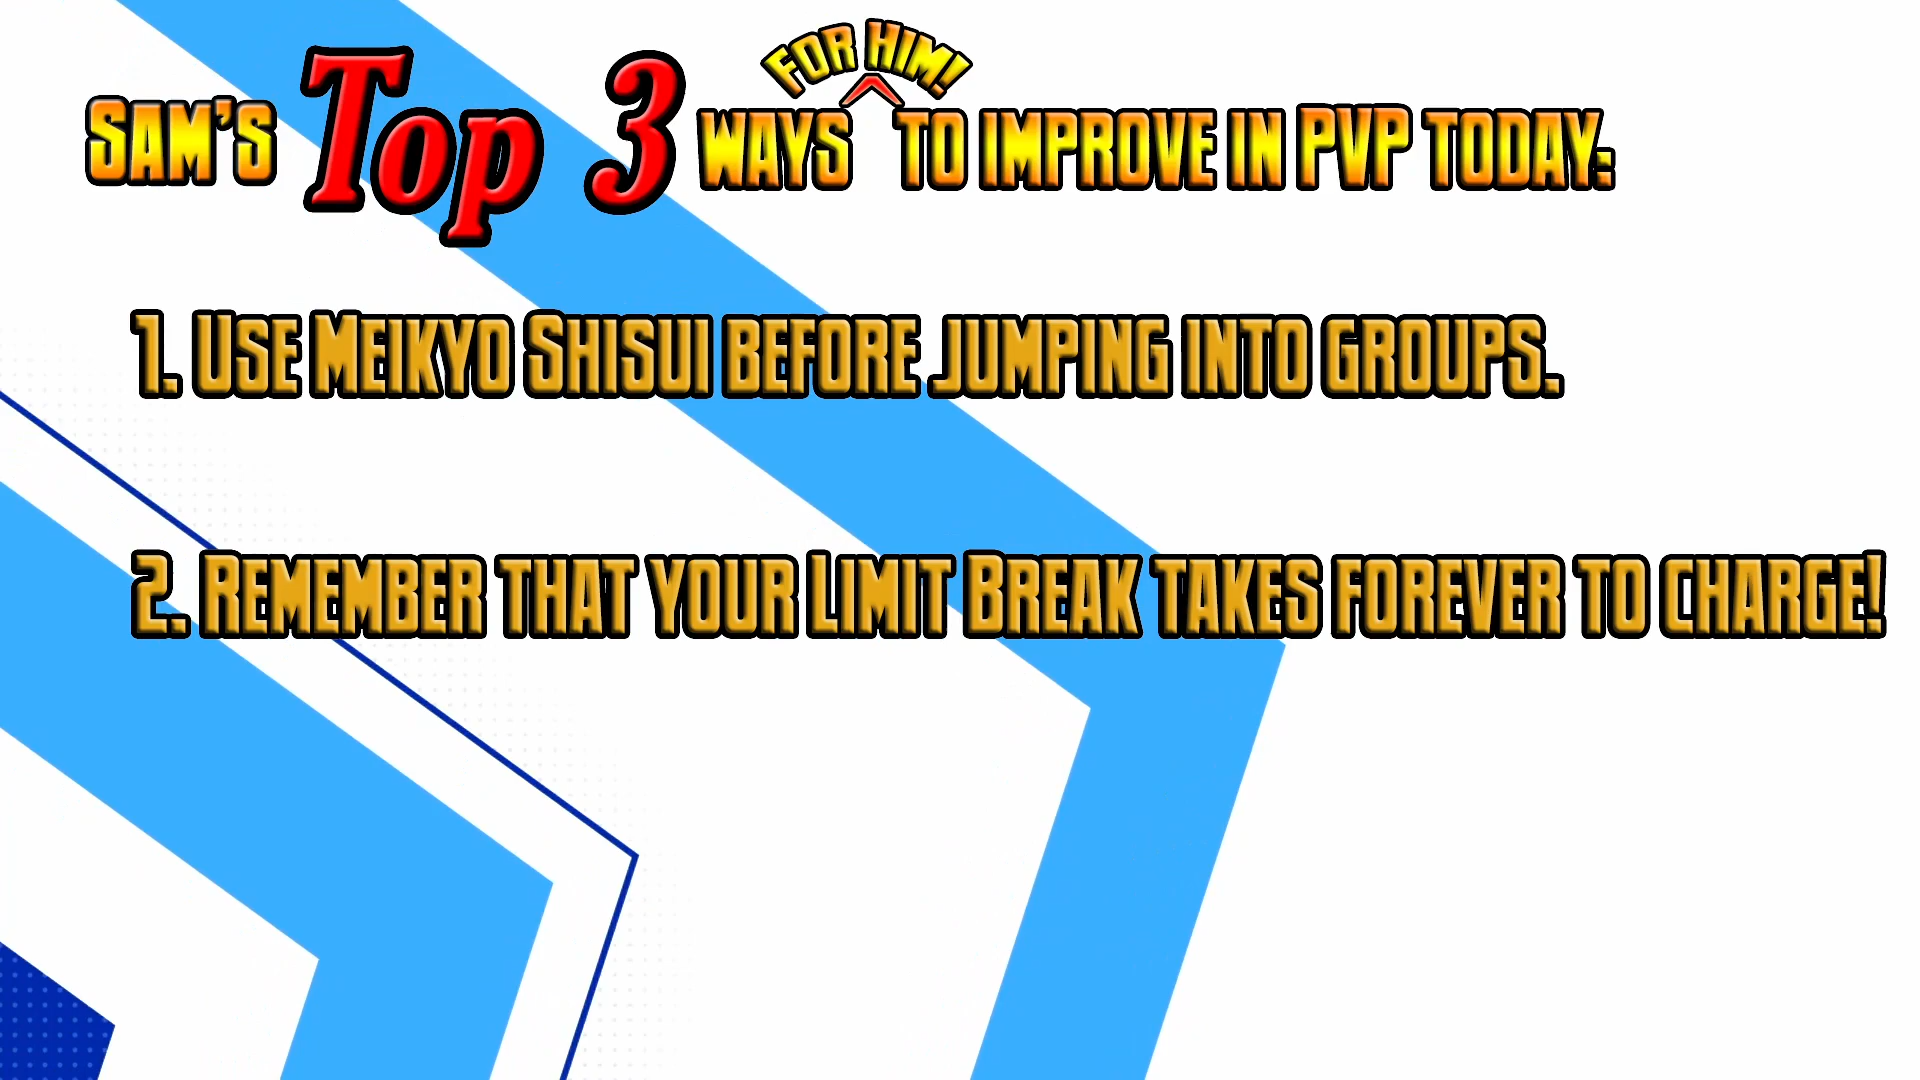 Sam's Top 3 ways for him! to improve in PvP today:
1. Use Meikyo Shisui before jumping into groups.
2. Remember that your Limit Break takes forever to charge!